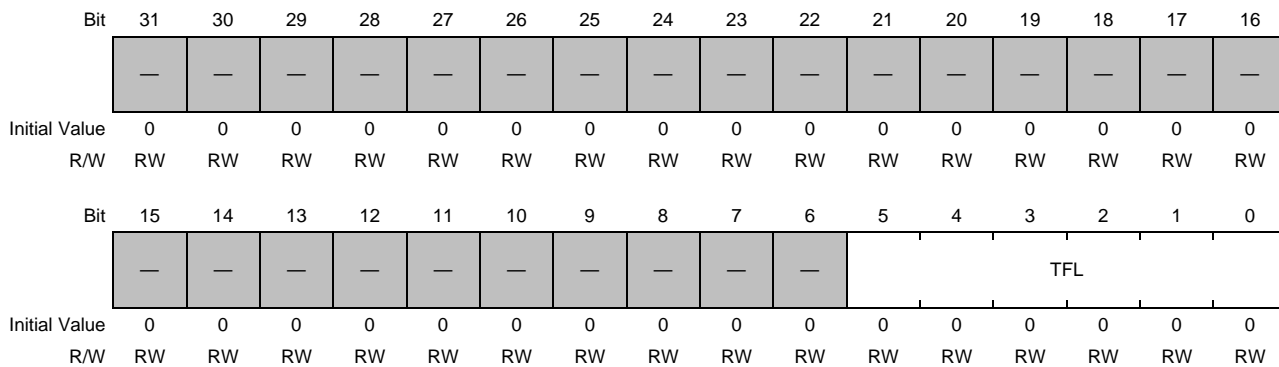 Bit 31 30 29 28 27 26 25 24 23 22 21 20 19 18 17 16
— — — — — — — — — — — — — — — —
Initial Value 0 0 0 0 0 0 0 0 0 0 0 0 0 0 0 0
R/W RW RW RW RW RW RW RW RW RW RW RW RW RW RW RW RW
Bit 15 14 13 12 11 10 9 8 7 6 5 4 3 2 1 0
— — — — — — — — — — TFL
Initial Value 0 0 0 0 0 0 0 0 0 0 0 0 0 0 0 0
R/W RW RW RW RW RW RW RW RW RW RW RW RW RW RW RW RW